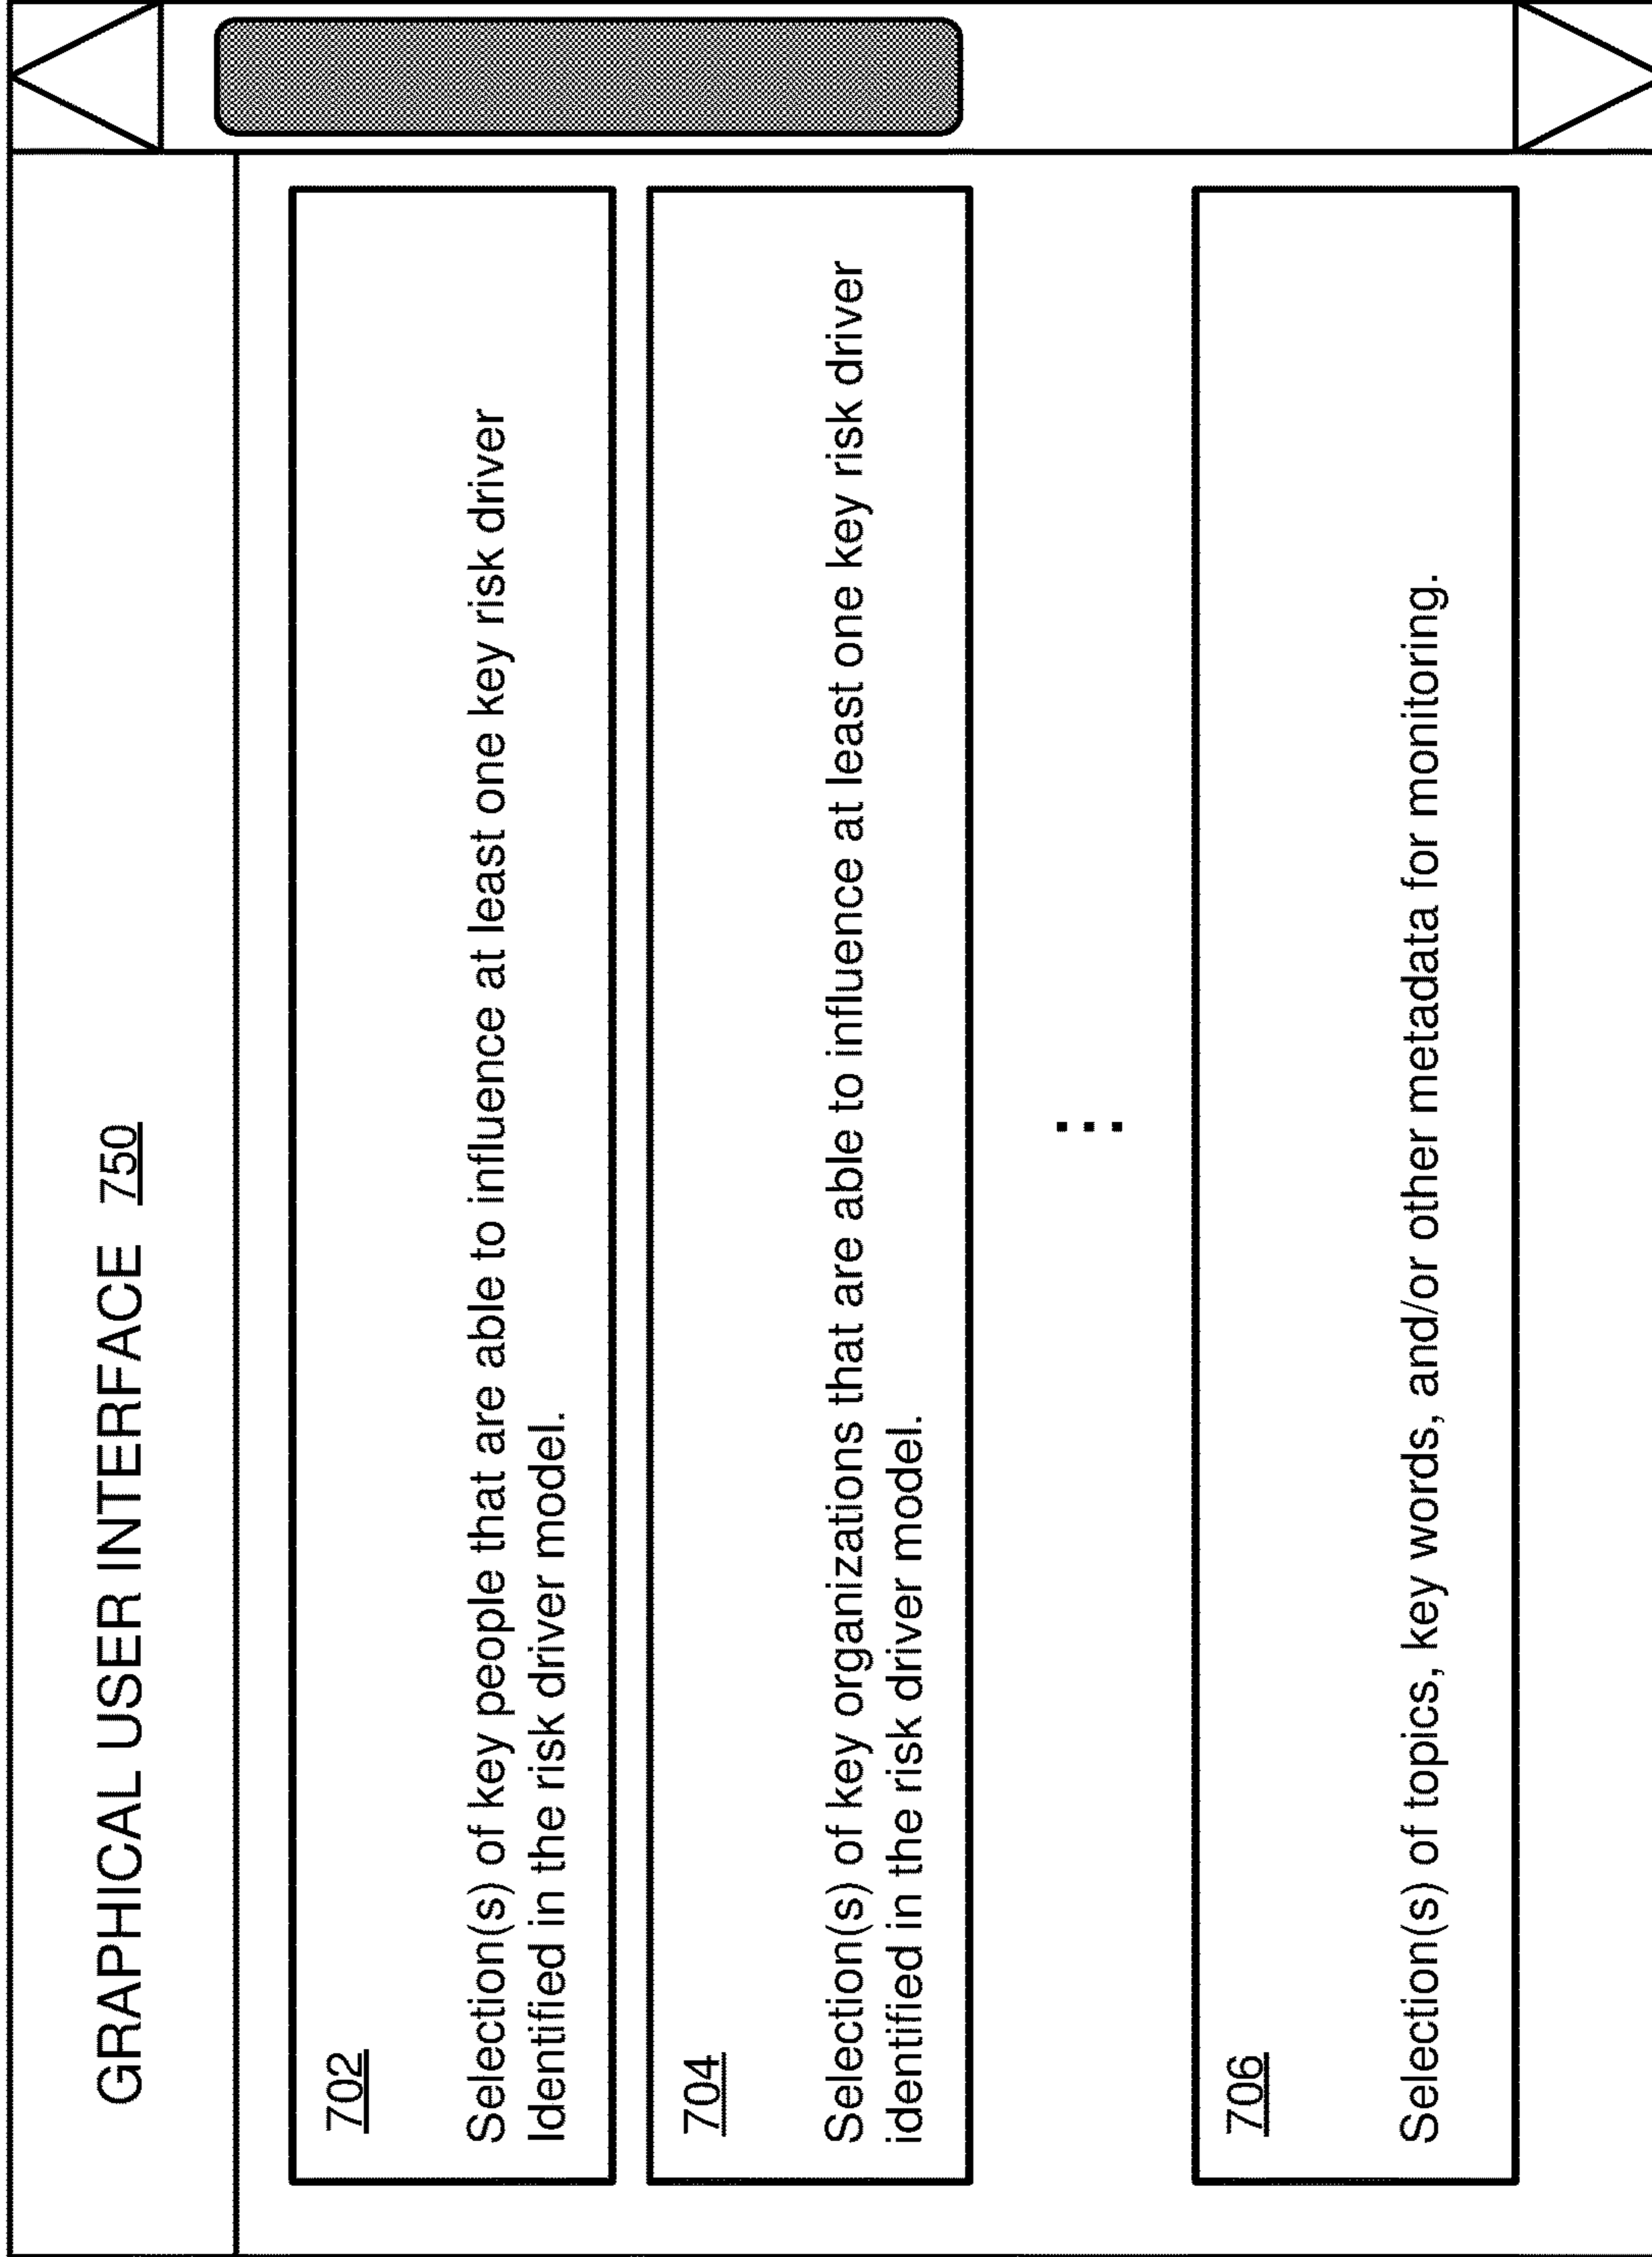 GRAPHICAL USER INTERFACE 750
702
Selection(s) of key people that are able to influence at least one key risk driver
Identified in the risk driver model.
704
Selection(s) of key organizations that are able to influence at least one key risk driver
identified in the risk driver model.
...
706
Selection(s) of topics, key words, and/or other metadata for monitoring.